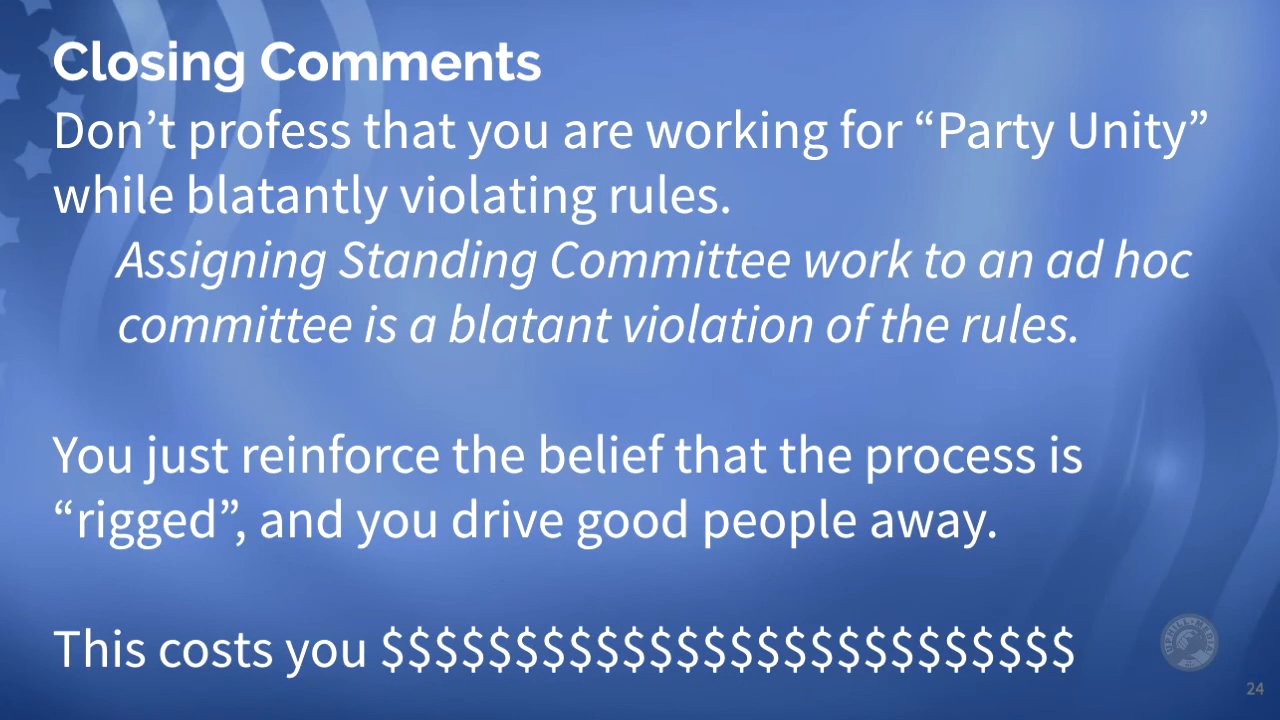 Closing Comments
Don’t profess that you are working for “Party Unity”
while blatantly violating rules.
Assigning Standing Committee work to an ad hoc
committee is a blatant violation of the rules.
You just reinforce the belief that the process is
“rigged”, and you drive good people away.
This costs you $$$$$$$$$$$$$$$$$$$$$$$$$$
24